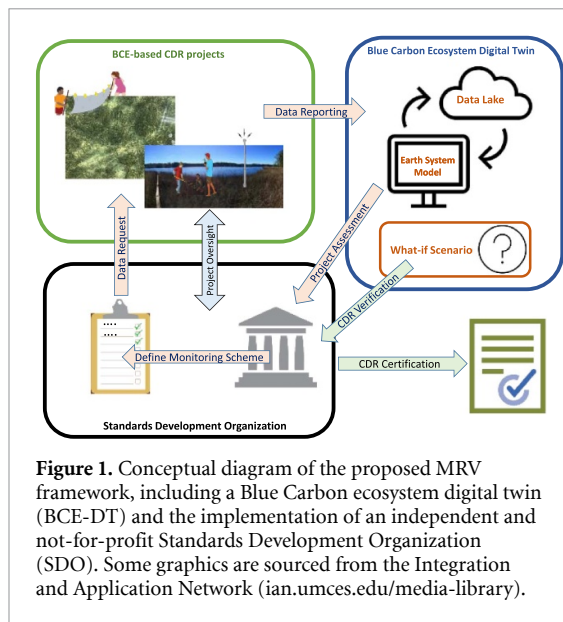 BCE-based CDR projects
Blue Carbon Ecosystem Digital Twin
Data Reporting
Data Lake
Earth System
Model
What-if Scenario
?
Data Request
Project Oversight
Project Assessment
CDR Verification
Define Monitoring Scheme
CDR Certification
Standards Development Organization
Figure 1. Conceptual diagram of the proposed MRV
framework, including a Blue Carbon ecosystem digital twin
(BCE-DT) and the implementation of an independent and
not-for-profit Standards Development Organization
(SDO). Some graphics are sourced from the Integration
and Application Network (ian.umces.edu/media-library).